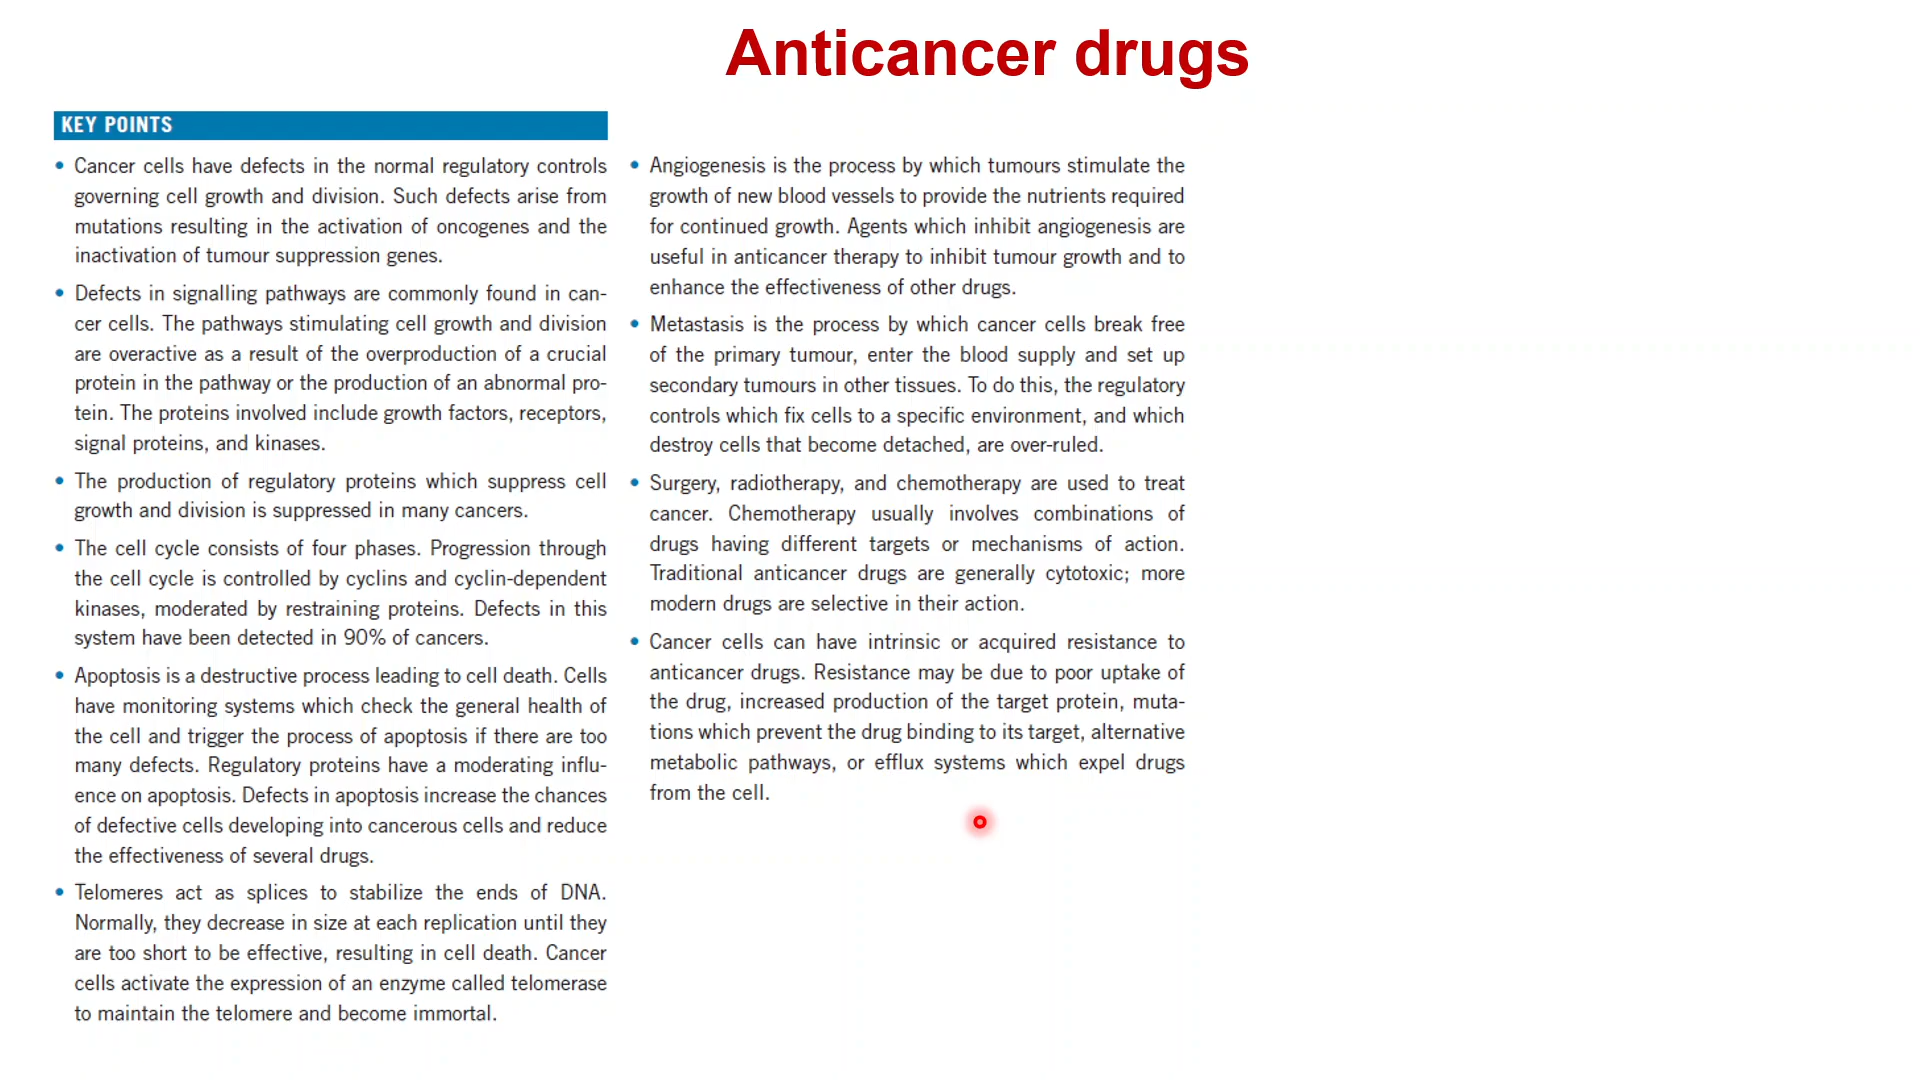 Anticancer drugs
KEY POINTS
• Cancer cells have defects in the normal regulatory controls
governing cell growth and division. Such defects arise from
mutations resulting in the activation of oncogenes and the
inactivation of tumour suppression genes.
• Defects in signalling pathways are commonly found in can-
cer cells. The pathways stimulating cell growth and division
are overactive as a result of the overproduction of a crucial
protein in the pathway or the production of an abnormal pro-
tein. The proteins involved include growth factors, receptors,
signal proteins, and kinases.
• The production of regulatory proteins which suppress cell
growth and division is suppressed in many cancers.
• The cell cycle consists of four phases. Progression through
the cell cycle is controlled by cyclins and cyclin-dependent
kinases, moderated by restraining proteins. Defects in this
system have been detected in 90% of cancers.
• Apoptosis is a destructive process leading to cell death. Cells
have monitoring systems which check the general health of
the cell and trigger the process of apoptosis if there are too
many defects. Regulatory proteins have a moderating influ-
ence on apoptosis. Defects in apoptosis increase the chances
of defective cells developing into cancerous cells and reduce
the effectiveness of several drugs.
• Telomeres act as splices to stabilize the ends of DNA.
Normally, they decrease in size at each replication until they
are too short to be effective, resulting in cell death. Cancer
cells activate the expression of an enzyme called telomerase
to maintain the telomere and become immortal.
• Angiogenesis is the process by which tumours stimulate the
growth of new blood vessels to provide the nutrients required
for continued growth. Agents which inhibit angiogenesis are
useful in anticancer therapy to inhibit tumour growth and to
enhance the effectiveness of other drugs.
• Metastasis is the process by which cancer cells break free
of the primary tumour, enter the blood supply and set up
secondary tumours in other tissues. To do this, the regulatory
controls which fix cells to a specific environment, and which
destroy cells that become detached, are over-ruled.
• Surgery, radiotherapy, and chemotherapy are used to treat
cancer. Chemotherapy usually involves combinations of
drugs having different targets or mechanisms of action.
Traditional anticancer drugs are generally cytotoxic; more
modern drugs are selective in their action.
• Cancer cells can have intrinsic or acquired resistance to
anticancer drugs. Resistance may be due to poor uptake of
the drug, increased production of the target protein, muta-
tions which prevent the drug binding to its target, alternative
metabolic pathways, or efflux systems which expel drugs
from the cell.